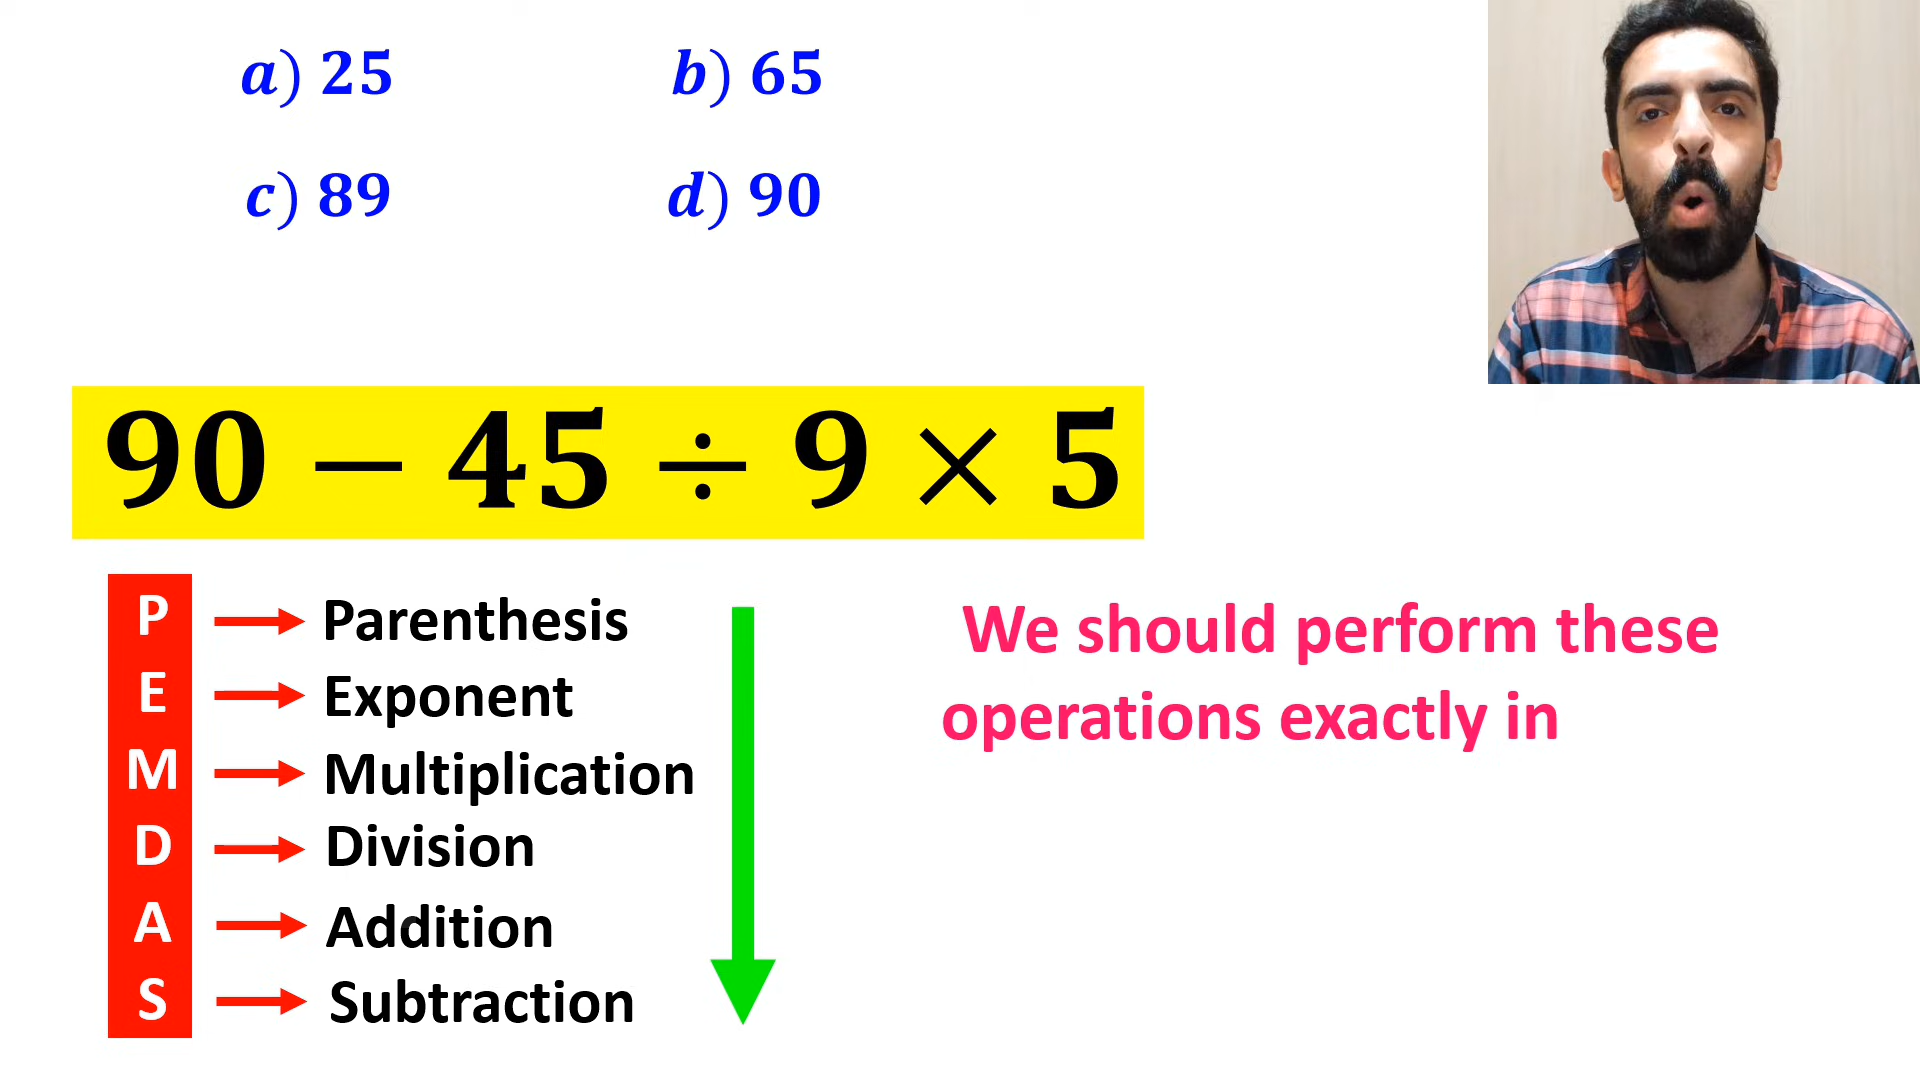 a) 25 b) 65
c) 89 d) 90
90 − 45 ÷ 9 × 5
P Parenthesis
E Exponent
M Multiplication
D Division
A Addition
S Subtraction
We should perform these
operations exactly in